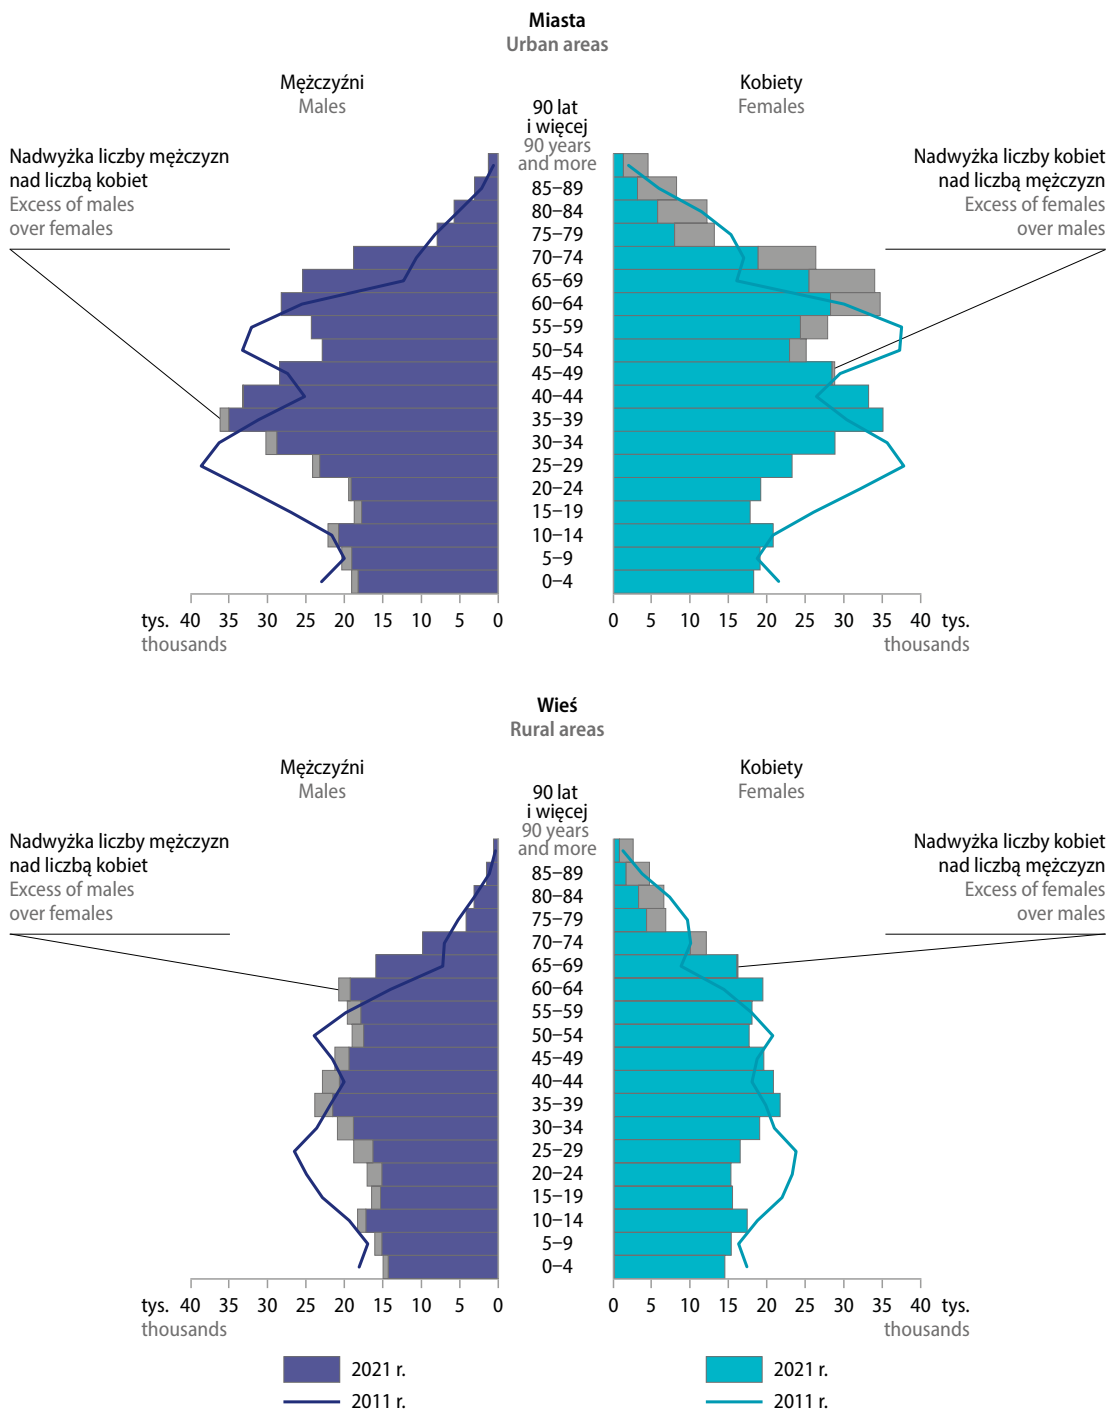 Miasta
Urban areas
Mężczyźni
Males
Kobiety
Females
90 lat
i więcej
90 years
and more
Nadwyżka liczby mężczyzn
nad liczbą kobiet
Excess of males
over females
Nadwyżka liczby kobiet
nad liczbą mężczyzn
Excess of females
over males
85–89
80–84
75–79
70–74
65–69
60–64
55–59
50–54
45–49
40–44
35–39
30–34
25–29
20–24
15–19
10–14
5–9
0–4
tys. 40 35 30 25 20 15 10 5 0 0 5 10 15 20 25 30 35 40 tys.
thousands thousands
Wieś
Rural areas
Mężczyźni
Males
Kobiety
Females
90 lat
i więcej
90 years
and more
Nadwyżka liczby mężczyzn
nad liczbą kobiet
Excess of males
over females
Nadwyżka liczby kobiet
nad liczbą mężczyzn
Excess of females
over males
85–89
80–84
75–79
70–74
65–69
60–64
55–59
50–54
45–49
40–44
35–39
30–34
25–29
20–24
15–19
10–14
5–9
0–4
tys. 40 35 30 25 20 15 10 5 0 0 5 10 15 20 25 30 35 40 tys.
thousands thousands
2021 r. 2021 r.
2011 r. 2011 r.